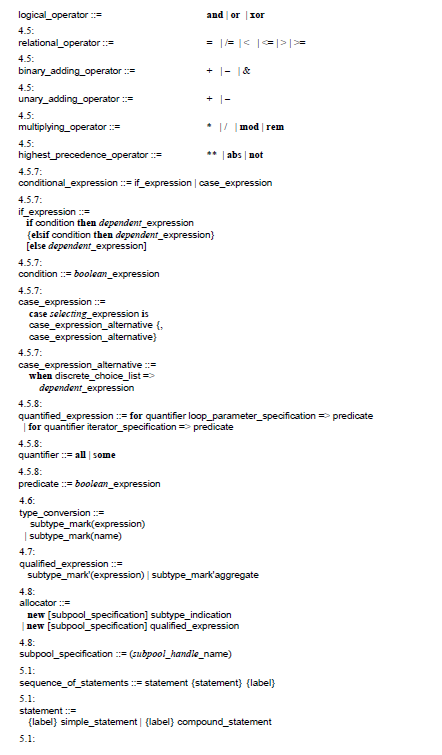 logical_operator ::= and | or | xor
4.5:
relational_operator ::= = | /= | < | <= | > | >=
4.5:
binary_adding_operator ::= + | – | &
4.5:
unary_adding_operator ::= + | –
4.5:
multiplying_operator ::= * | / | mod | rem
4.5:
highest_precedence_operator ::= ** | abs | not
4.5.7:
conditional_expression ::= if_expression | case_expression
4.5.7:
if_expression ::=
if condition then dependent_expression
{elsif condition then dependent_expression}
[else dependent_expression]
4.5.7:
condition ::= boolean_expression
4.5.7:
case_expression ::=
case selecting_expression is
case_expression_alternative {,
case_expression_alternative}
4.5.7:
case_expression_alternative ::=
when discrete_choice_list =>
dependent_expression
4.5.8:
quantified_expression ::= for quantifier loop_parameter_specification => predicate
| for quantifier iterator_specification => predicate
4.5.8:
quantifier ::= all | some
4.5.8:
predicate ::= boolean_expression
4.6:
type_conversion ::=
subtype_mark(expression)
| subtype_mark(name)
4.7:
qualified_expression ::=
subtype_mark'(expression) | subtype_mark'aggregate
4.8:
allocator ::=
new [subpool_specification] subtype_indication
| new [subpool_specification] qualified_expression
4.8:
subpool_specification ::= (subpool_handle_name)
5.1:
sequence_of_statements ::= statement {statement} {label}
5.1:
statement ::=
{label} simple_statement | {label} compound_statement
5.1: